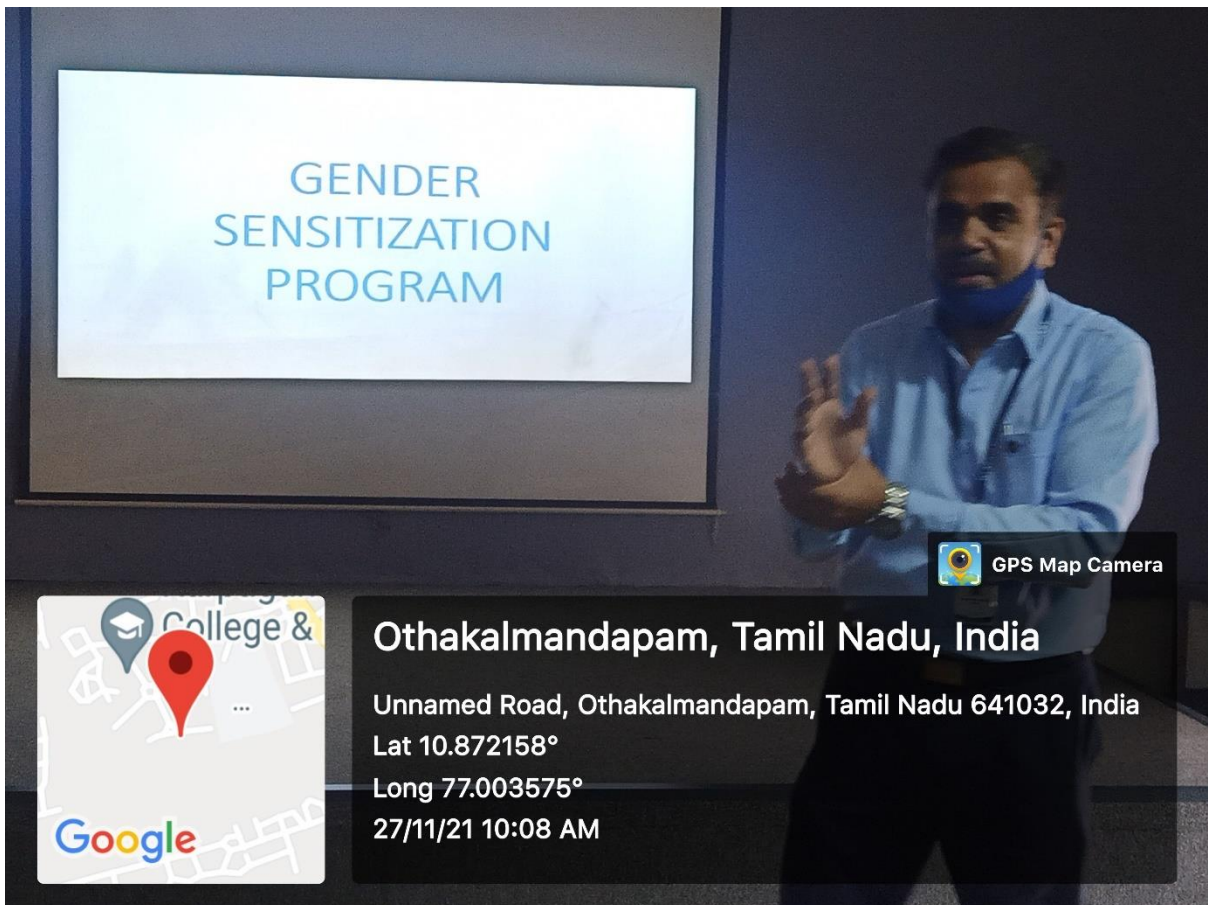 GENDER
SENSITIZATION
PROGRAM
GPS Map Camera
College &
Othakalmandapam, Tamil Nadu, India
Unnamed Road, Othakalmandapam, Tamil Nadu 641032, India
Lat 10.872158°
Long 77.003575°
27/11/21 10:08 AM
Google